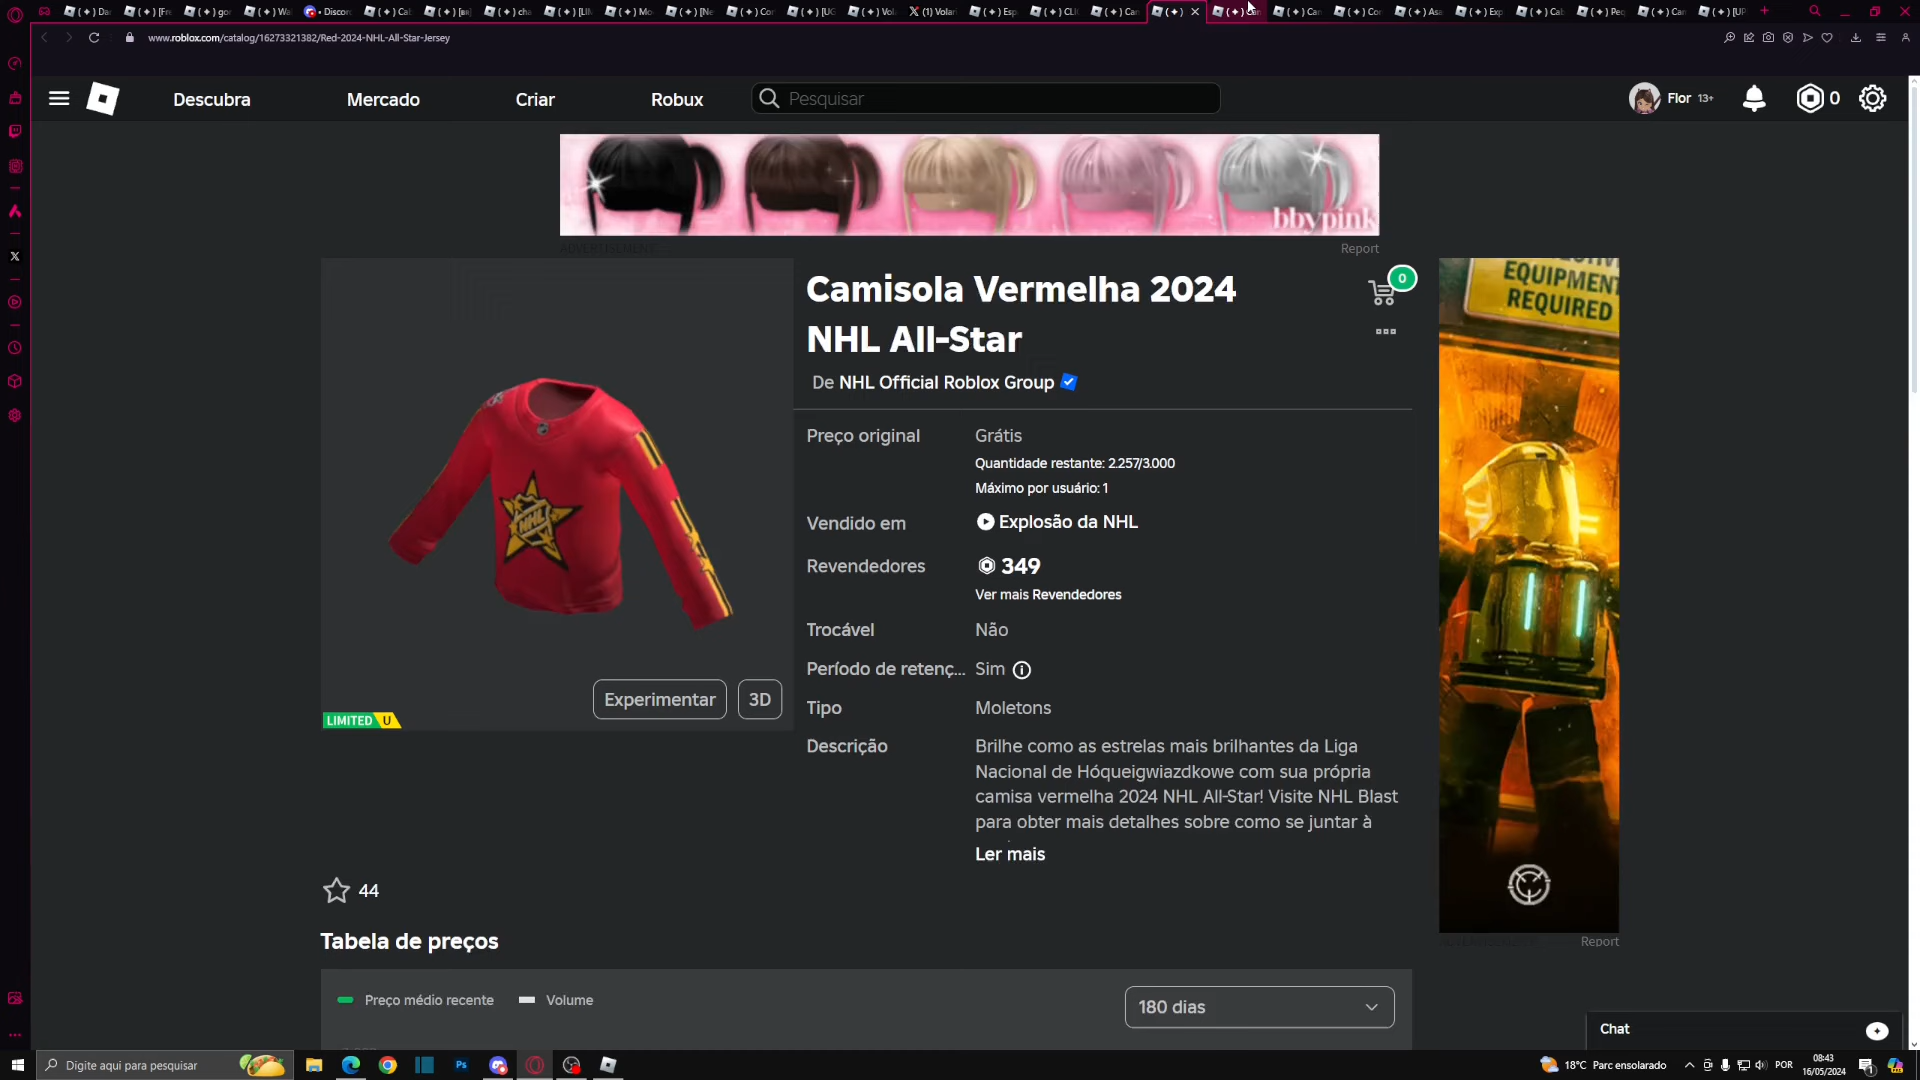 www.roblox.com/catalog/16273321382/Red-2024-NHL-All-Star-Jersey
Descubra
Mercado
Criar
Robux
Pesquisar
Flor 13+
0
bbypink
ADVERTISEMENT
Report
EQUIPMENT
REQUIRED
Camisola Vermelha 2024
NHL All-Star
0
De NHL Official Roblox Group
Preço original Grátis
Quantidade restante: 2.257/3.000
Máximo por usuário: 1
Vendido em Explosão da NHL
Revendedores 349
Ver mais Revendedores
Trocável Não
Período de retenç... Sim
Tipo Moletons
Descrição Brilhe como as estrelas mais brilhantes da Liga
Nacional de Hóqueigwiazdkowe com sua própria
camisa vermelha 2024 NHL All-Star! Visite NHL Blast
para obter mais detalhes sobre como se juntar à
Ler mais
NHL
Experimentar
3D
LIMITED U
44
Report
Tabela de preços
Preço médio recente
Volume
180 dias
Chat
Digite aqui para pesquisar
Ps
18°C Parc ensolarado
POR
08:43
16/05/2024
1